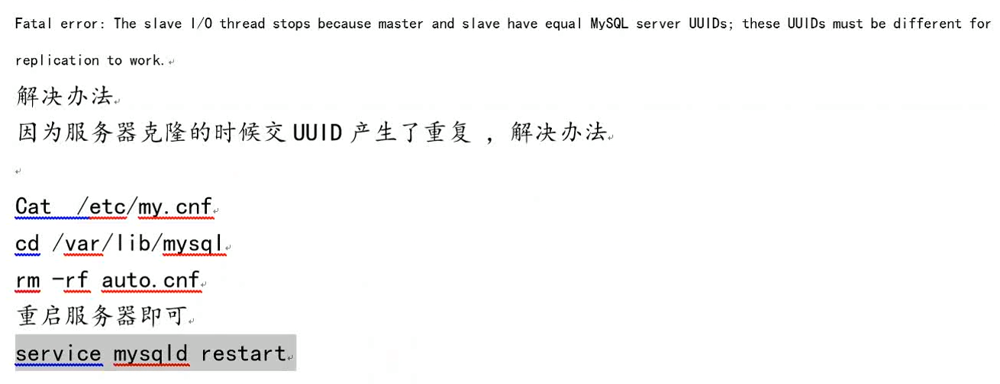 Fatal error: The slave I/O thread stops because master and slave have equal MySQL server UUIDs; these UUIDs must be different for
replication to work.
解决办法
因为服务器克隆的时候交 UUID 产生了重复 ，解决办法
Cat  /etc/my.cnf
cd /var/lib/mysql
rm -rf auto.cnf
重启服务器即可
service mysqld restart